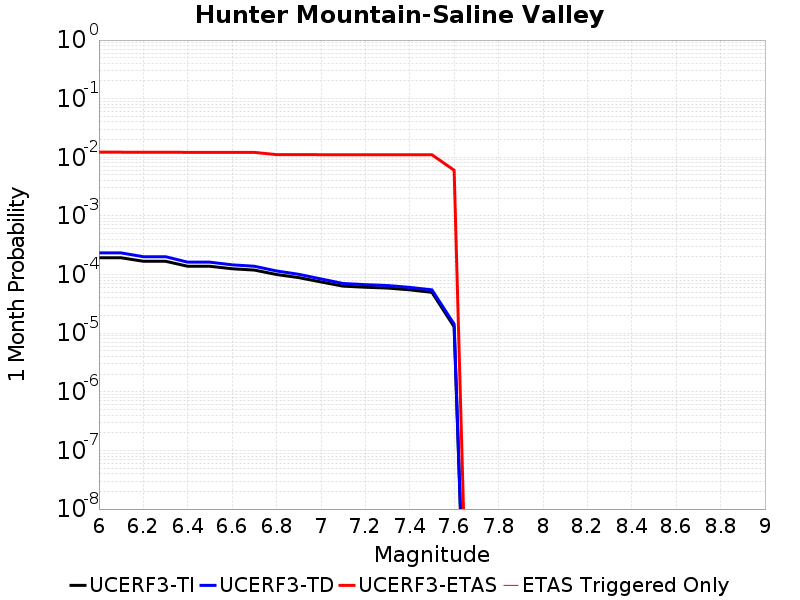 Hunter Mountain-Saline Valley
1 Month Probability
10^0
10^-1
10^-2
10^-3
10^-4
10^-5
10^-6
10^-7
10^-8
6 6.2 6.4 6.6 6.8 7 7.2 7.4 7.6 7.8 8 8.2 8.4 8.6 8.8 9
Magnitude
UCERF3-TI UCERF3-TD UCERF3-ETAS ETAS Triggered Only